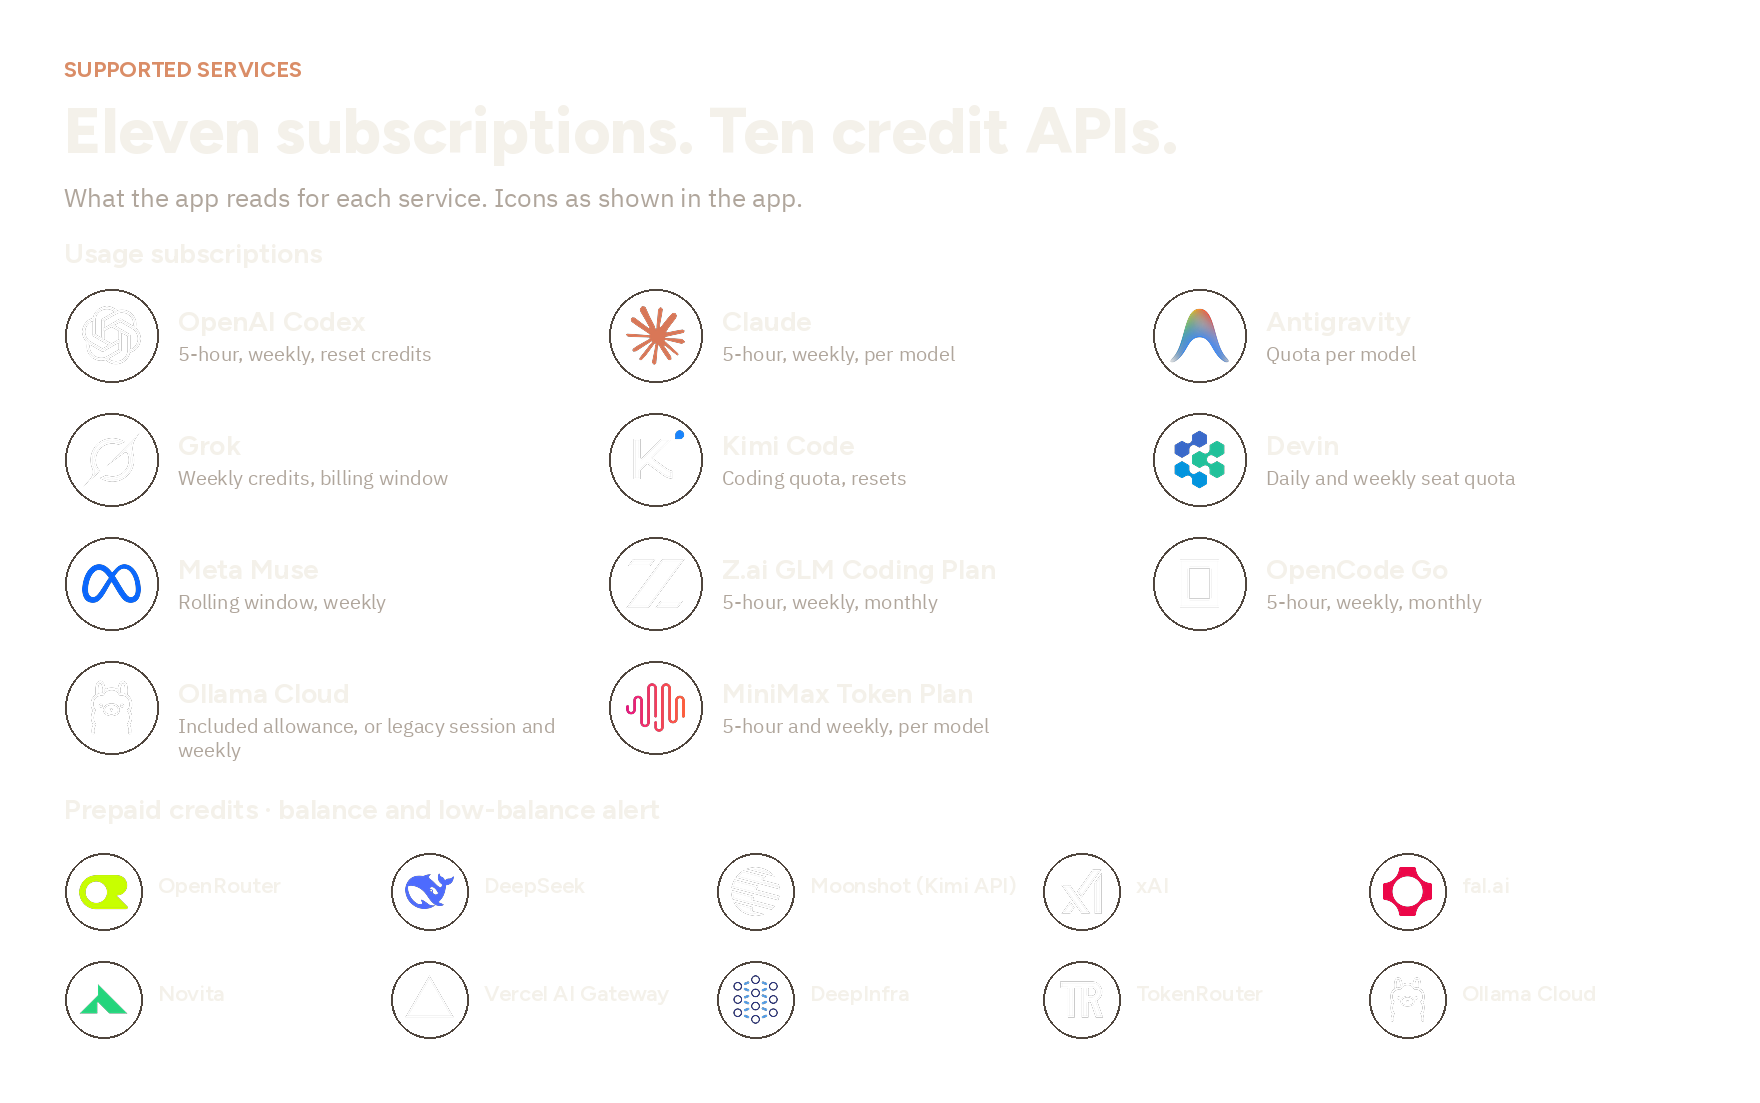 SUPPORTED SERVICES
Eleven subscriptions. Ten credit APIs.
What the app reads for each service. Icons as shown in the app.
Usage subscriptions
OpenAI Codex
5-hour, weekly, reset credits
Claude
5-hour, weekly, per model
Antigravity
Quota per model
Grok
Weekly credits, billing window
Kimi Code
Coding quota, resets
Devin
Daily and weekly seat quota
Meta Muse
Rolling window, weekly
Z.ai GLM Coding Plan
5-hour, weekly, monthly
OpenCode Go
5-hour, weekly, monthly
Ollama Cloud
Included allowance, or legacy session and
weekly
MiniMax Token Plan
5-hour and weekly, per model
Prepaid credits · balance and low-balance alert
OpenRouter
DeepSeek
Moonshot (Kimi API)
xAI
fal.ai
Novita
Vercel AI Gateway
DeepInfra
TR
TokenRouter
Ollama Cloud